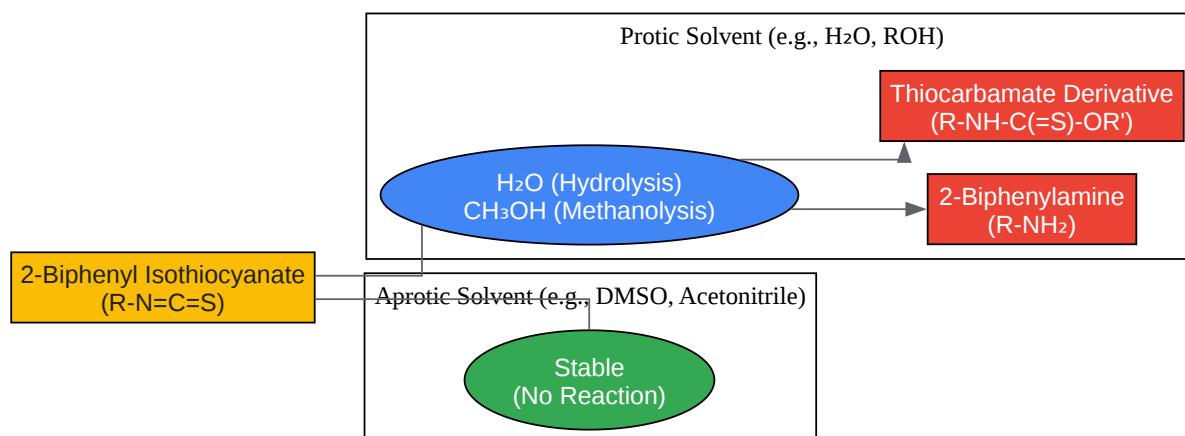 Protic Solvent (e.g., H₂O, ROH)
Thiocarbamate Derivative
(R-NH-C(=S)-OR')
H₂O (Hydrolysis)
CH₃OH (Methanolysis)
2-Biphenylamine
(R-NH₂)
2-Biphenyl Isothiocyanate
(R-N=C=S)
Aprotic Solvent (e.g., DMSO, Acetonitrile)
Stable
(No Reaction)